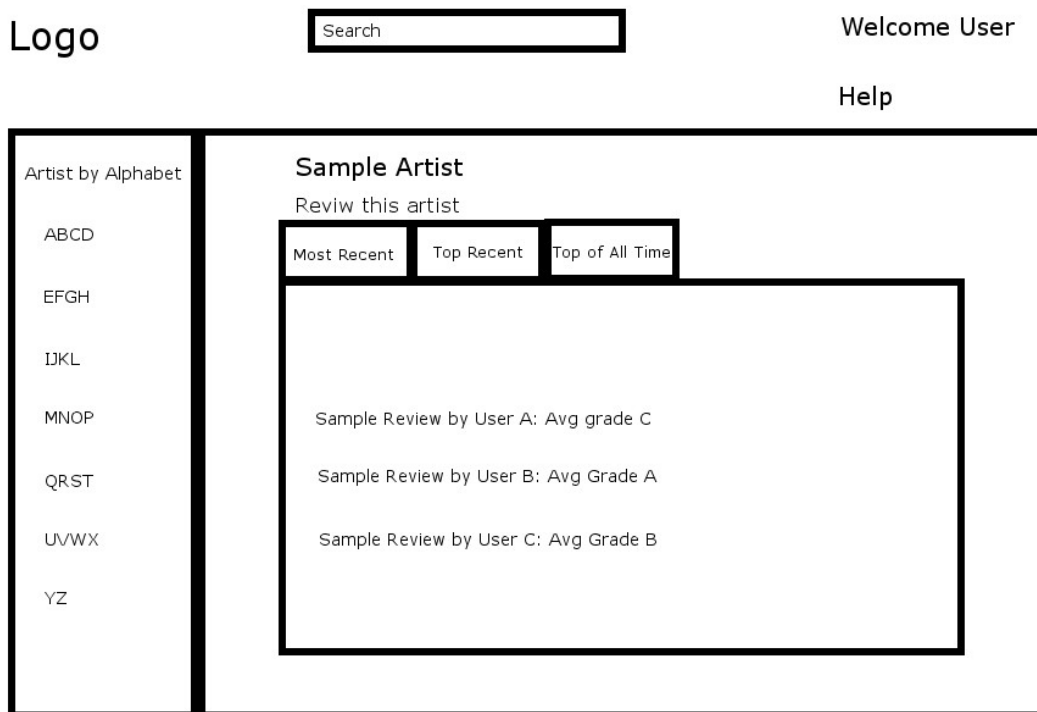 Logo
Search
Welcome User
Help
Artist by Alphabet
ABCD
EFGH
IJKL
MNOP
QRST
UVWX
YZ
Sample Artist
Reviw this artist
Most Recent
Top Recent
Top of All Time
Sample Review by User A: Avg grade C
Sample Review by User B: Avg Grade A
Sample Review by User C: Avg Grade B